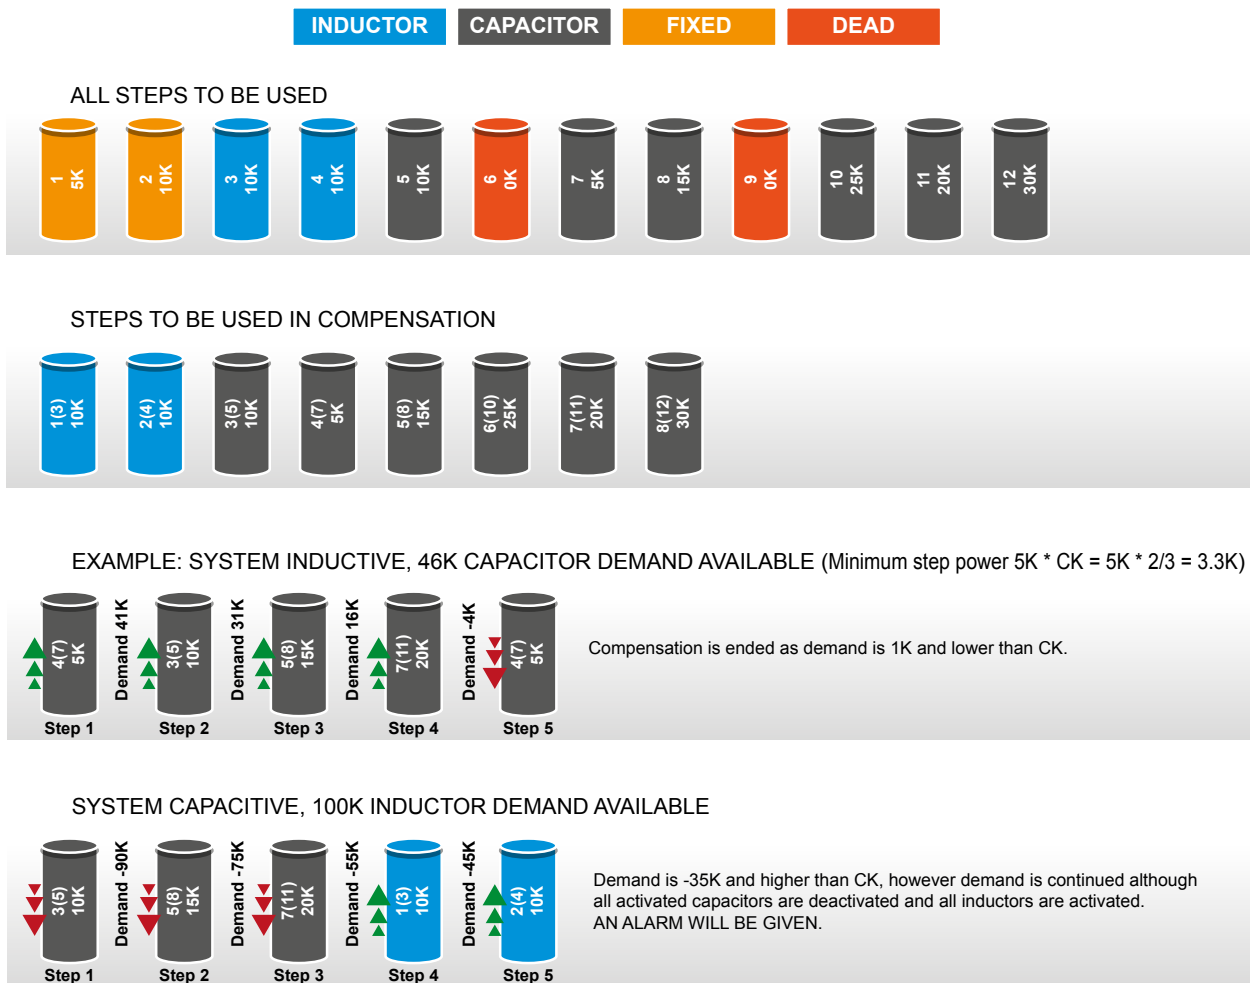 INDUCTOR CAPACITOR FIXED DEAD
ALL STEPS TO BE USED
1 5K
2 10K
3 10K
4 10K
5 10K
6 0K
7 5K
8 15K
9 0K
10 25K
11 20K
12 30K
STEPS TO BE USED IN COMPENSATION
1(3) 10K
2(4) 10K
3(5) 10K
4(7) 5K
5(8) 15K
6(10) 25K
7(11) 20K
8(12) 30K
EXAMPLE: SYSTEM INDUCTIVE, 46K CAPACITOR DEMAND AVAILABLE (Minimum step power 5K * CK = 5K * 2/3 = 3.3K)
4(7) 5K
Demand 41K
3(5) 10K
Demand 31K
5(8) 15K
Demand 16K
7(11) 20K
Demand -4K
4(7) 5K
Compensation is ended as demand is 1K and lower than CK.
Step 1 Step 2 Step 3 Step 4 Step 5
SYSTEM CAPACITIVE, 100K INDUCTOR DEMAND AVAILABLE
3(5) 10K
Demand -90K
5(8) 15K
Demand -75K
7(11) 20K
Demand -55K
1(3) 10K
Demand -45K
2(4) 10K
Demand is -35K and higher than CK, however demand is continued although
all activated capacitors are deactivated and all inductors are activated.
AN ALARM WILL BE GIVEN.
Step 1 Step 2 Step 3 Step 4 Step 5